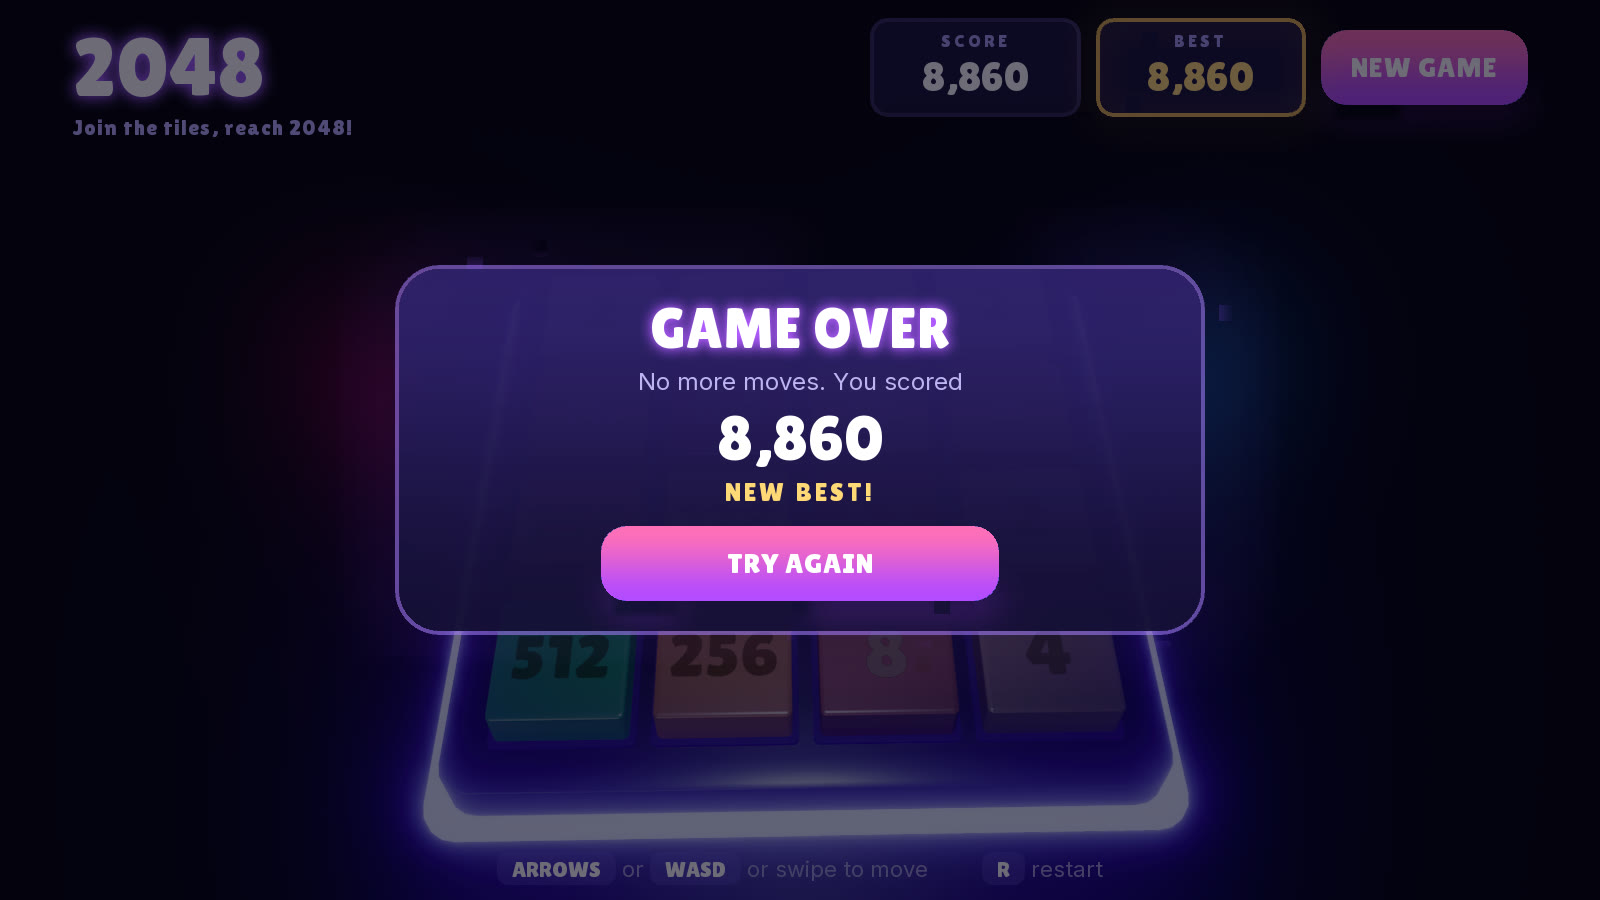 2048
Join the tiles, reach 2048!
SCORE
8,860
BEST
8,860
NEW GAME
GAME OVER
No more moves. You scored
8,860
NEW BEST!
TRY AGAIN
512 256 8 4
ARROWS or WASD or swipe to move R restart